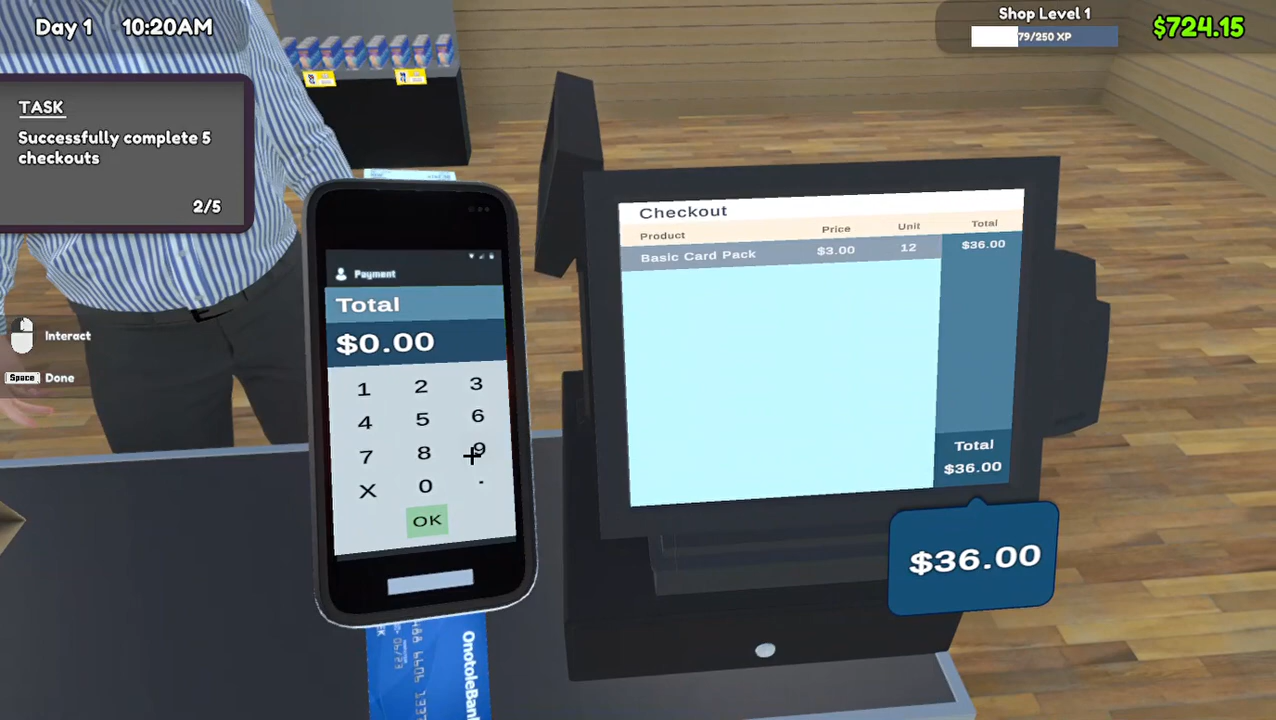 Day 1 10:20AM
Shop Level 1
79/250 XP
$724.15
TASK
Successfully complete 5
checkouts
2/5
Interact
Space Done
Payment
Total
$0.00
1 2 3
4 5 6
7 8 9
X 0 .
OK
Checkout
Product Price Unit Total
Basic Card Pack $3.00 12 $36.00
Total
$36.00
$36.00
OnotoleBank